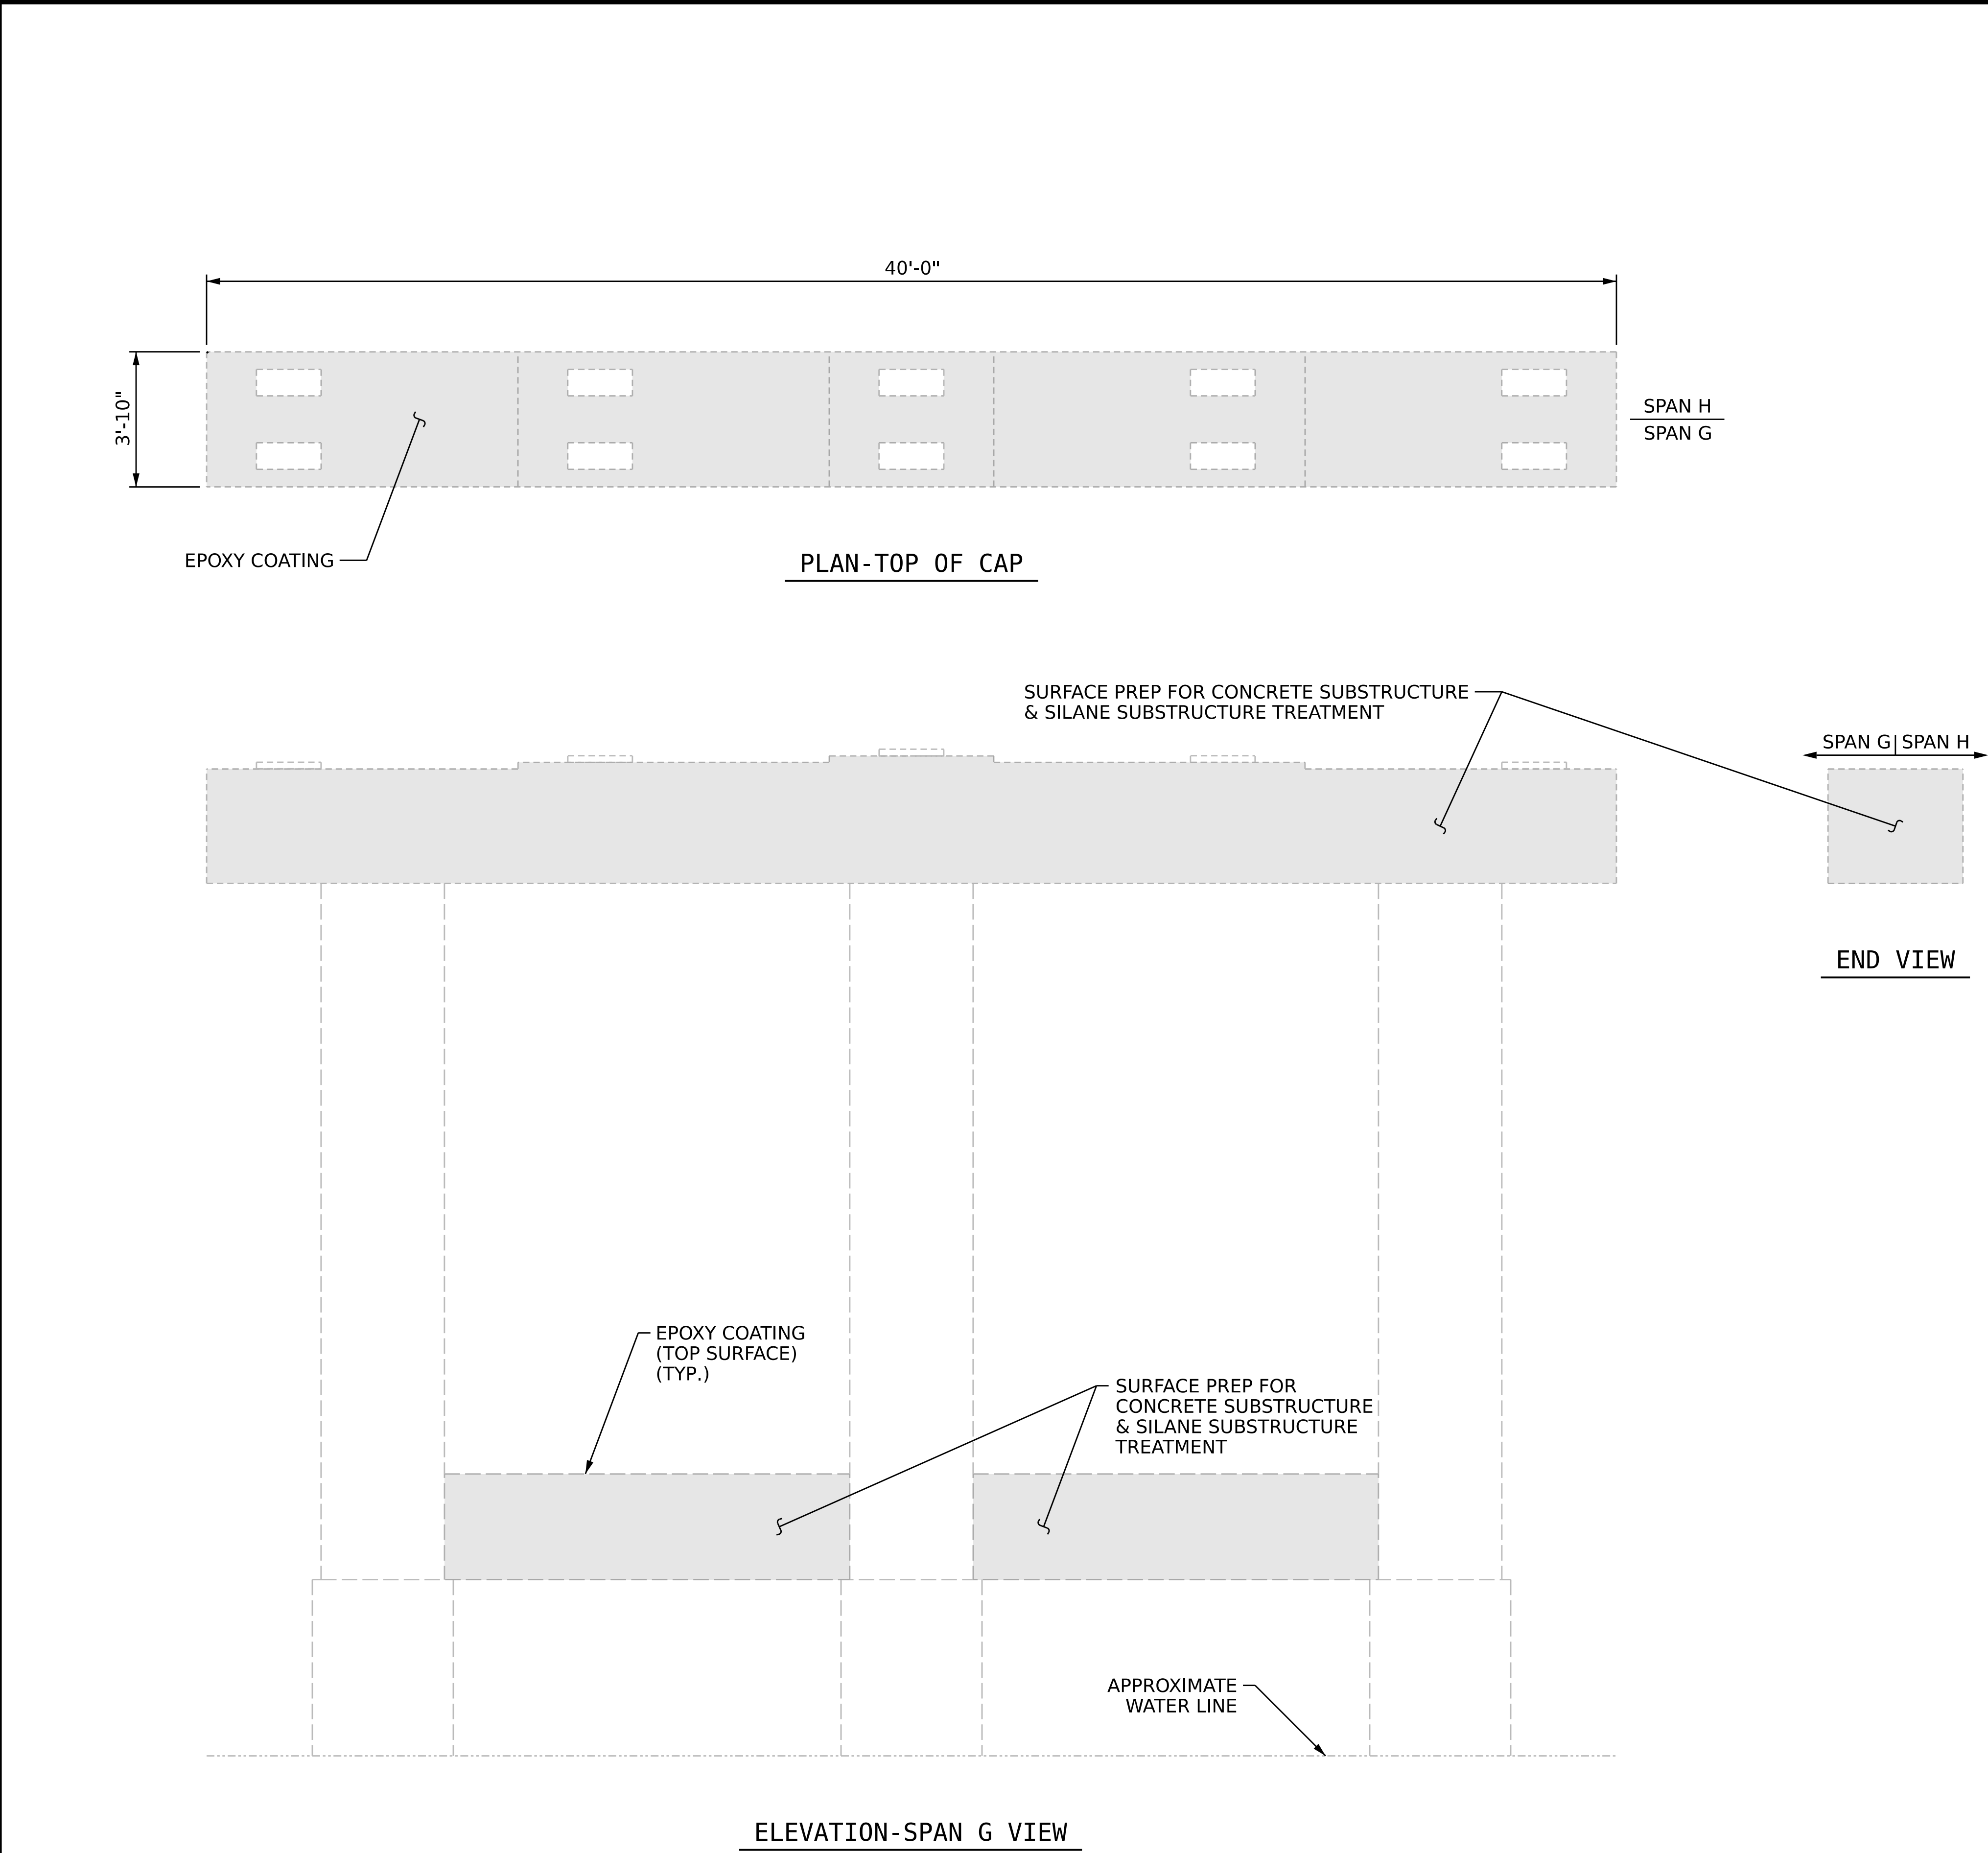 40'-0"
3'-10"
SPAN H
SPAN G
EPOXY COATING
PLAN-TOP OF CAP
SURFACE PREP FOR CONCRETE SUBSTRUCTURE
& SILANE SUBSTRUCTURE TREATMENT
SPAN G SPAN H
END VIEW
EPOXY COATING
(TOP SURFACE)
(TYP.)
SURFACE PREP FOR
CONCRETE SUBSTRUCTURE
& SILANE SUBSTRUCTURE
TREATMENT
APPROXIMATE
WATER LINE
ELEVATION-SPAN G VIEW